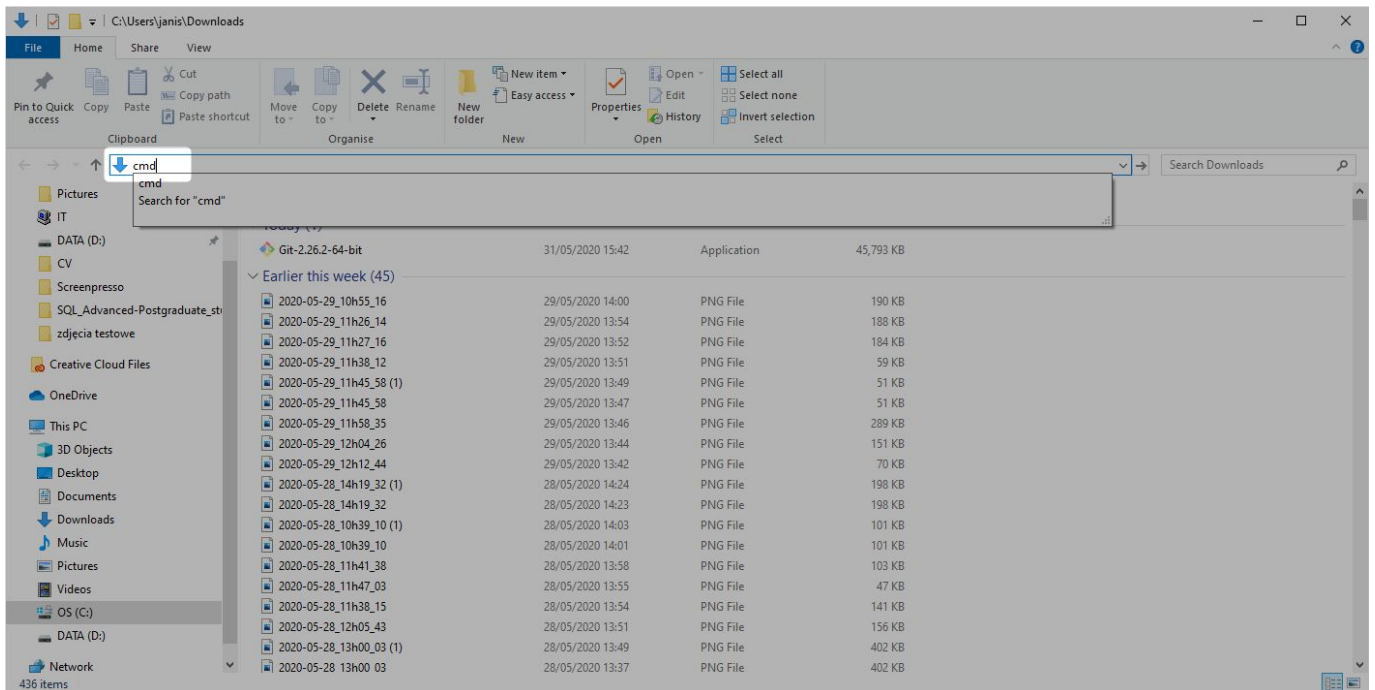 C:\Users\janis\Downloads
File Home Share View
Pin to Quick access
Copy
Paste
Cut
Copy path
Paste shortcut
Clipboard
Move to
Copy to
Delete
Rename
Organise
New folder
New item
Easy access
New
Properties
Open
Edit
History
Open
Select all
Select none
Invert selection
Select
cmd
Search Downloads
cmd
Search for "cmd"
Pictures
IT
DATA (D:)
CV
Screenpresso
SQL_Advanced-Postgraduate_stu
zdjęcia testowe
Creative Cloud Files
OneDrive
This PC
3D Objects
Desktop
Documents
Downloads
Music
Pictures
Videos
OS (C:)
DATA (D:)
Network
436 items
Today (1)
Git-2.26.2-64-bit 31/05/2020 15:42 Application 45,793 KB
Earlier this week (45)
2020-05-29_10h55_16 29/05/2020 14:00 PNG File 190 KB
2020-05-29_11h26_14 29/05/2020 13:54 PNG File 188 KB
2020-05-29_11h27_16 29/05/2020 13:52 PNG File 184 KB
2020-05-29_11h38_12 29/05/2020 13:51 PNG File 59 KB
2020-05-29_11h45_58 (1) 29/05/2020 13:49 PNG File 51 KB
2020-05-29_11h45_58 29/05/2020 13:47 PNG File 51 KB
2020-05-29_11h58_35 29/05/2020 13:46 PNG File 289 KB
2020-05-29_12h04_26 29/05/2020 13:44 PNG File 151 KB
2020-05-29_12h12_44 29/05/2020 13:42 PNG File 70 KB
2020-05-28_14h19_32 (1) 28/05/2020 14:24 PNG File 198 KB
2020-05-28_14h19_32 28/05/2020 14:23 PNG File 198 KB
2020-05-28_10h39_10 (1) 28/05/2020 14:03 PNG File 101 KB
2020-05-28_10h39_10 28/05/2020 14:01 PNG File 101 KB
2020-05-28_11h41_38 28/05/2020 13:58 PNG File 103 KB
2020-05-28_11h47_03 28/05/2020 13:55 PNG File 47 KB
2020-05-28_11h38_15 28/05/2020 13:54 PNG File 141 KB
2020-05-28_12h05_43 28/05/2020 13:51 PNG File 156 KB
2020-05-28_13h00_03 (1) 28/05/2020 13:49 PNG File 402 KB
2020-05-28 13h00 03 28/05/2020 13:37 PNG File 402 KB